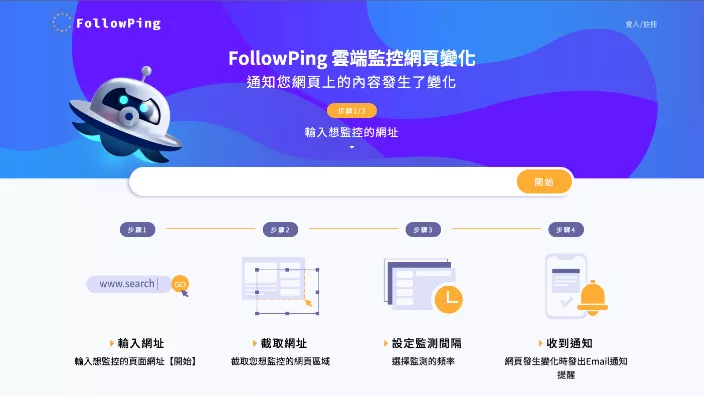 FollowPing
登入/註冊
FollowPing 雲端監控網頁變化
通知您網頁上的內容發生了變化
步驟1/3
輸入想監控的網址
開始
步驟1
步驟2
步驟3
步驟4
www.search
GO
輸入網址
截取網址
設定監測間隔
收到通知
輸入想監控的頁面網址【開始】
截取您想監控的網頁區域
選擇監測的頻率
網頁發生變化時發出Email通知
提醒